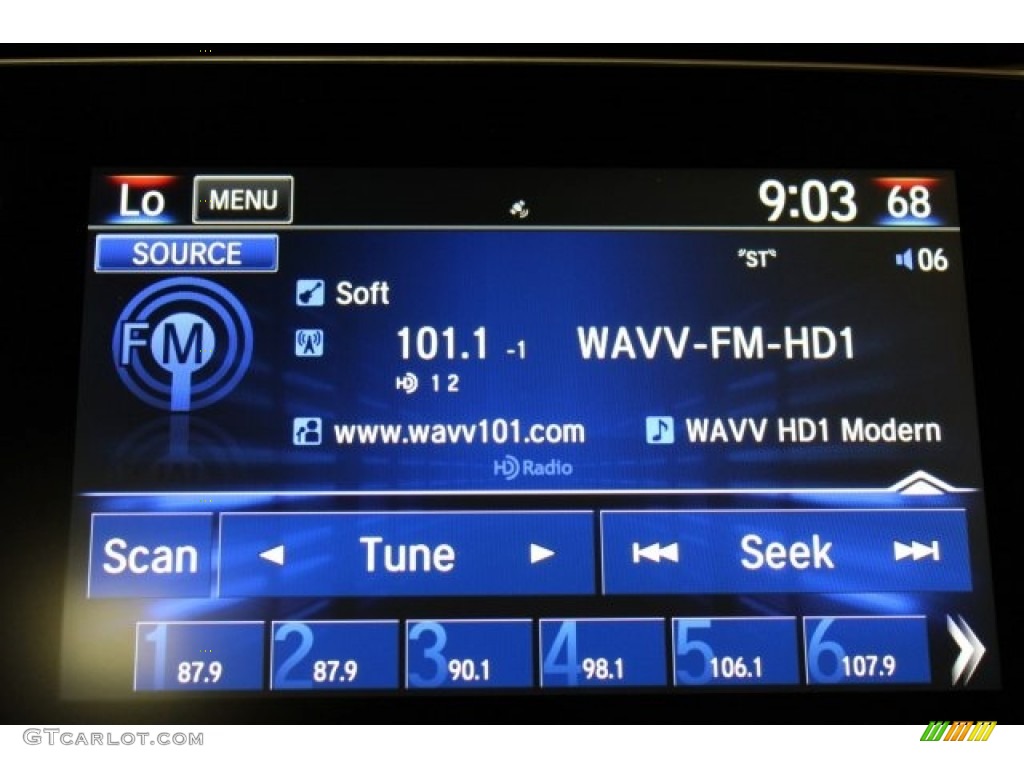 Lo MENU 9:03 68
SOURCE "ST" 06
Soft
FM 101.1 -1 WAVV-FM-HD1
HD 1 2
www.wavv101.com WAVV HD1 Modern
HD Radio
Scan Tune Seek
1 87.9 2 87.9 3 90.1 4 98.1 5 106.1 6 107.9
GTCARLOT.COM